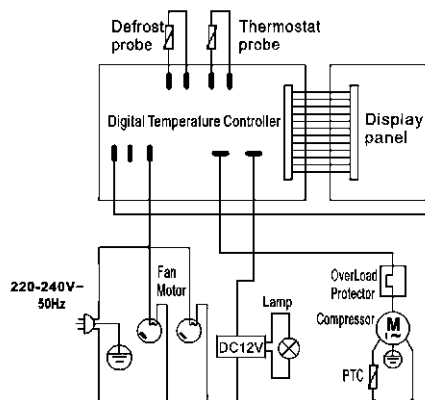 Defrost probe
Thermostat probe
Digital Temperature Controller
Display panel
220-240V~
50Hz
Fan Motor
Lamp
DC12V
OverLoad Protector
Compressor
M
1~
PTC